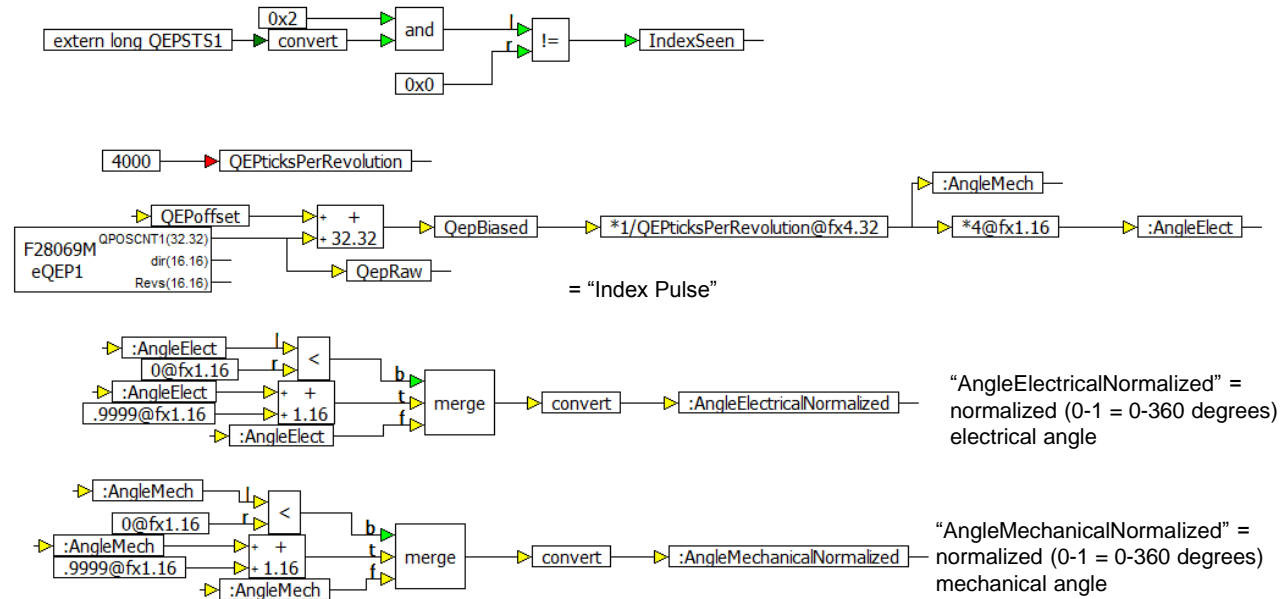 0x2
extern long QEPSTS1
convert
and
l
r
!=
IndexSeen
0x0
4000
QEPticksPerRevolution
:AngleMech
QEPoffset
+ +
+ 32.32
QepBiased
*1/QEPticksPerRevolution@fx4.32
*4@fx1.16
:AngleElect
F28069M
eQEP1
QPOSCNT1(32.32)
dir(16.16)
Revs(16.16)
QepRaw
= “Index Pulse”
:AngleElect
l
0@fx1.16
r
<
:AngleElect
+ +
.9999@fx1.16
+ 1.16
:AngleElect
b
t
f
merge
convert
:AngleElectricalNormalized
“AngleElectricalNormalized” =
normalized (0-1 = 0-360 degrees)
electrical angle
:AngleMech
l
0@fx1.16
r
<
:AngleMech
+ +
.9999@fx1.16
+ 1.16
:AngleMech
b
t
f
merge
convert
:AngleMechanicalNormalized
“AngleMechanicalNormalized” =
normalized (0-1 = 0-360 degrees)
mechanical angle